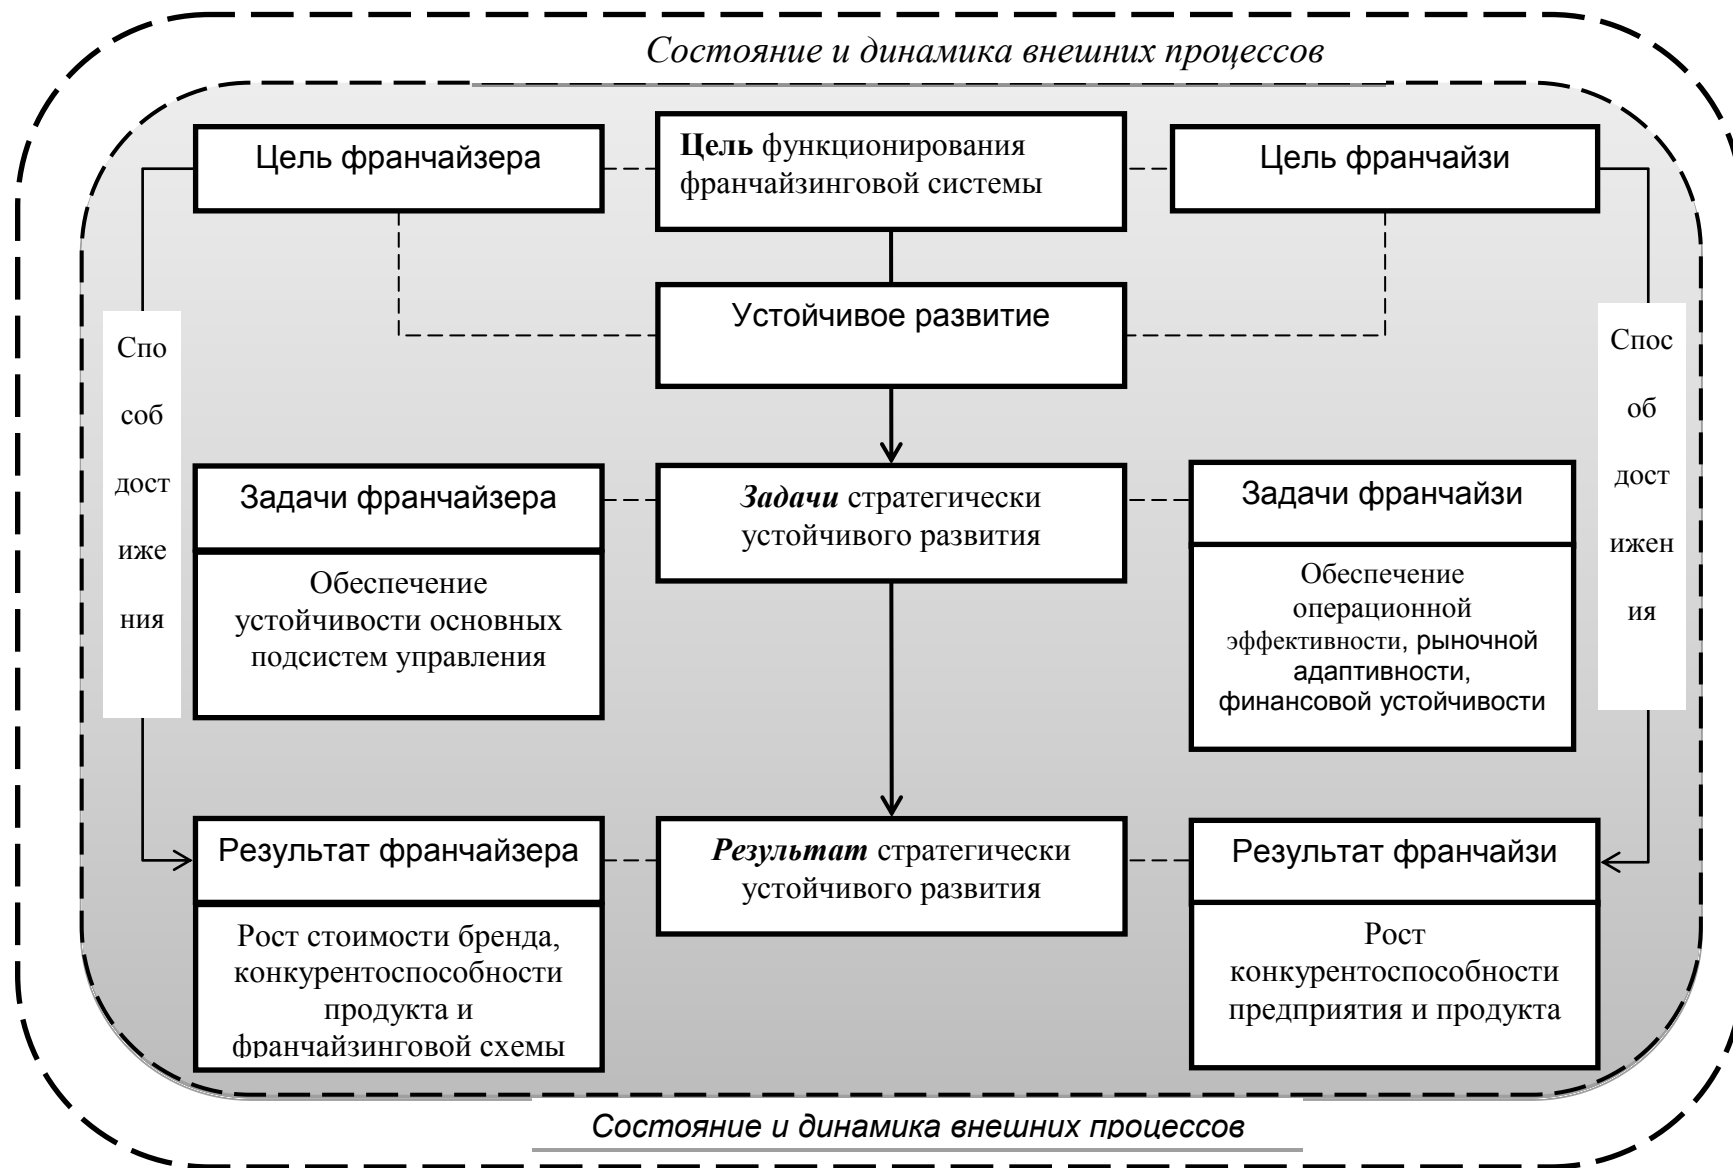 Состояние и динамика внешних процессов
Цель франчайзера
Цель функционирования
франчайзинговой системы
Цель франчайзи
Устойчивое развитие
Спо
соб
дост
иже
ния
Спос
об
дост
ижен
ия
Задачи франчайзера
Обеспечение
устойчивости основных
подсистем управления
Задачи стратегически
устойчивого развития
Задачи франчайзи
Обеспечение
операционной
эффективности, рыночной
адаптивности,
финансовой устойчивости
Результат франчайзера
Рост стоимости бренда,
конкурентоспособности
продукта и
франчайзинговой схемы
Результат стратегически
устойчивого развития
Результат франчайзи
Рост
конкурентоспособности
предприятия и продукта
Состояние и динамика внешних процессов